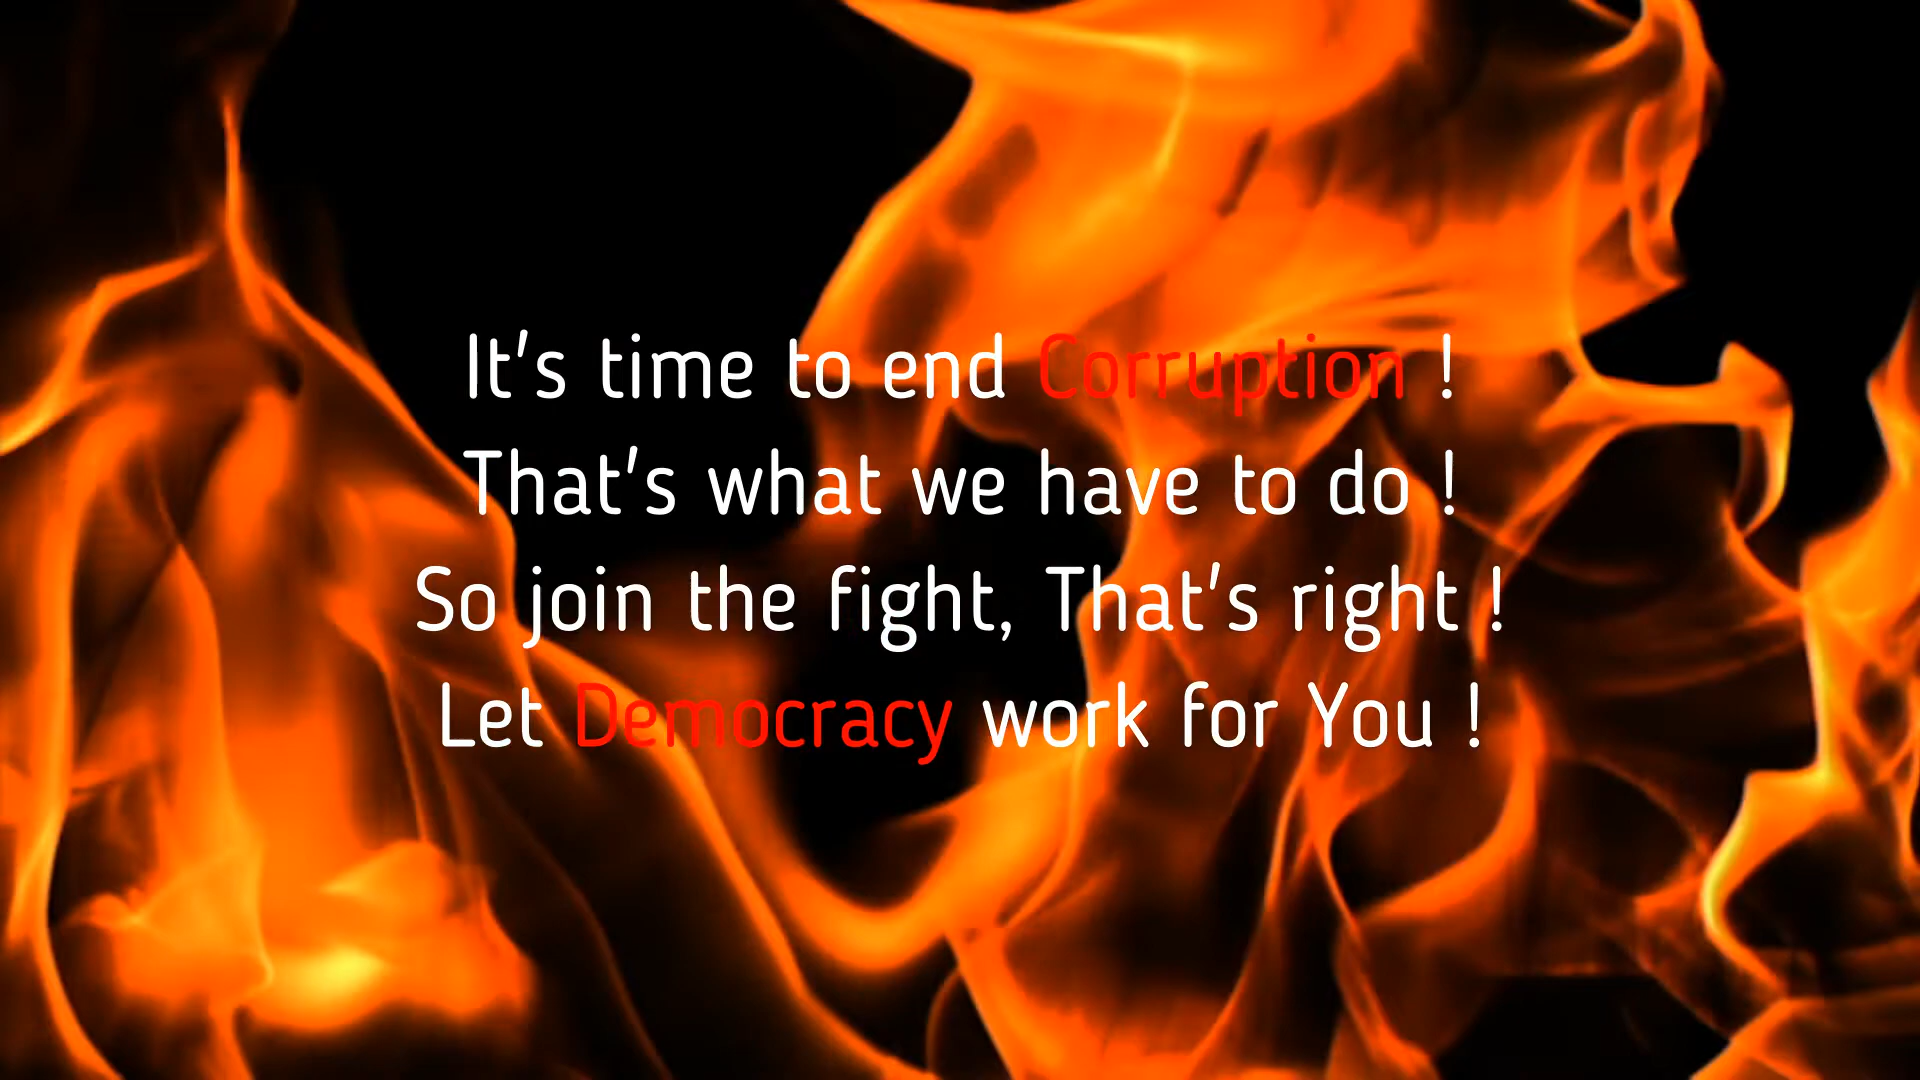 It's time to end Corruption !
That's what we have to do !
So join the fight, That's right !
Let Democracy work for You !